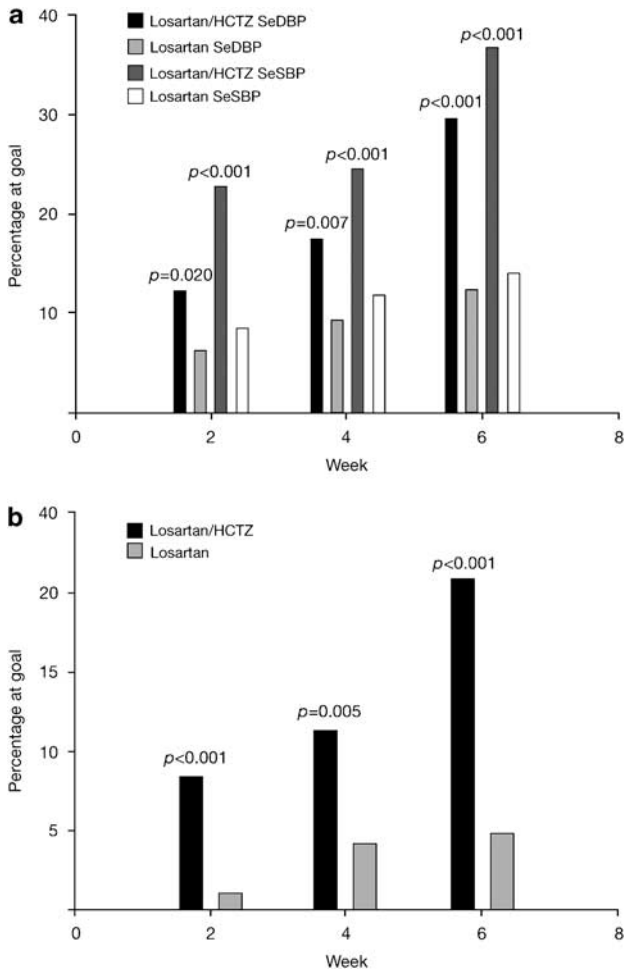 a
40
30
20
10
Percentage at goal
Losartan/HCTZ SeDBP
Losartan SeDBP
Losartan/HCTZ SeSBP
Losartan SeSBP
p=0.020
p<0.001
p=0.007
p<0.001
p<0.001
p<0.001
0 2 4 6 8
Week
b
40
20
15
10
5
Percentage at goal
Losartan/HCTZ
Losartan
p<0.001
p=0.005
p<0.001
0 2 4 6 8
Week